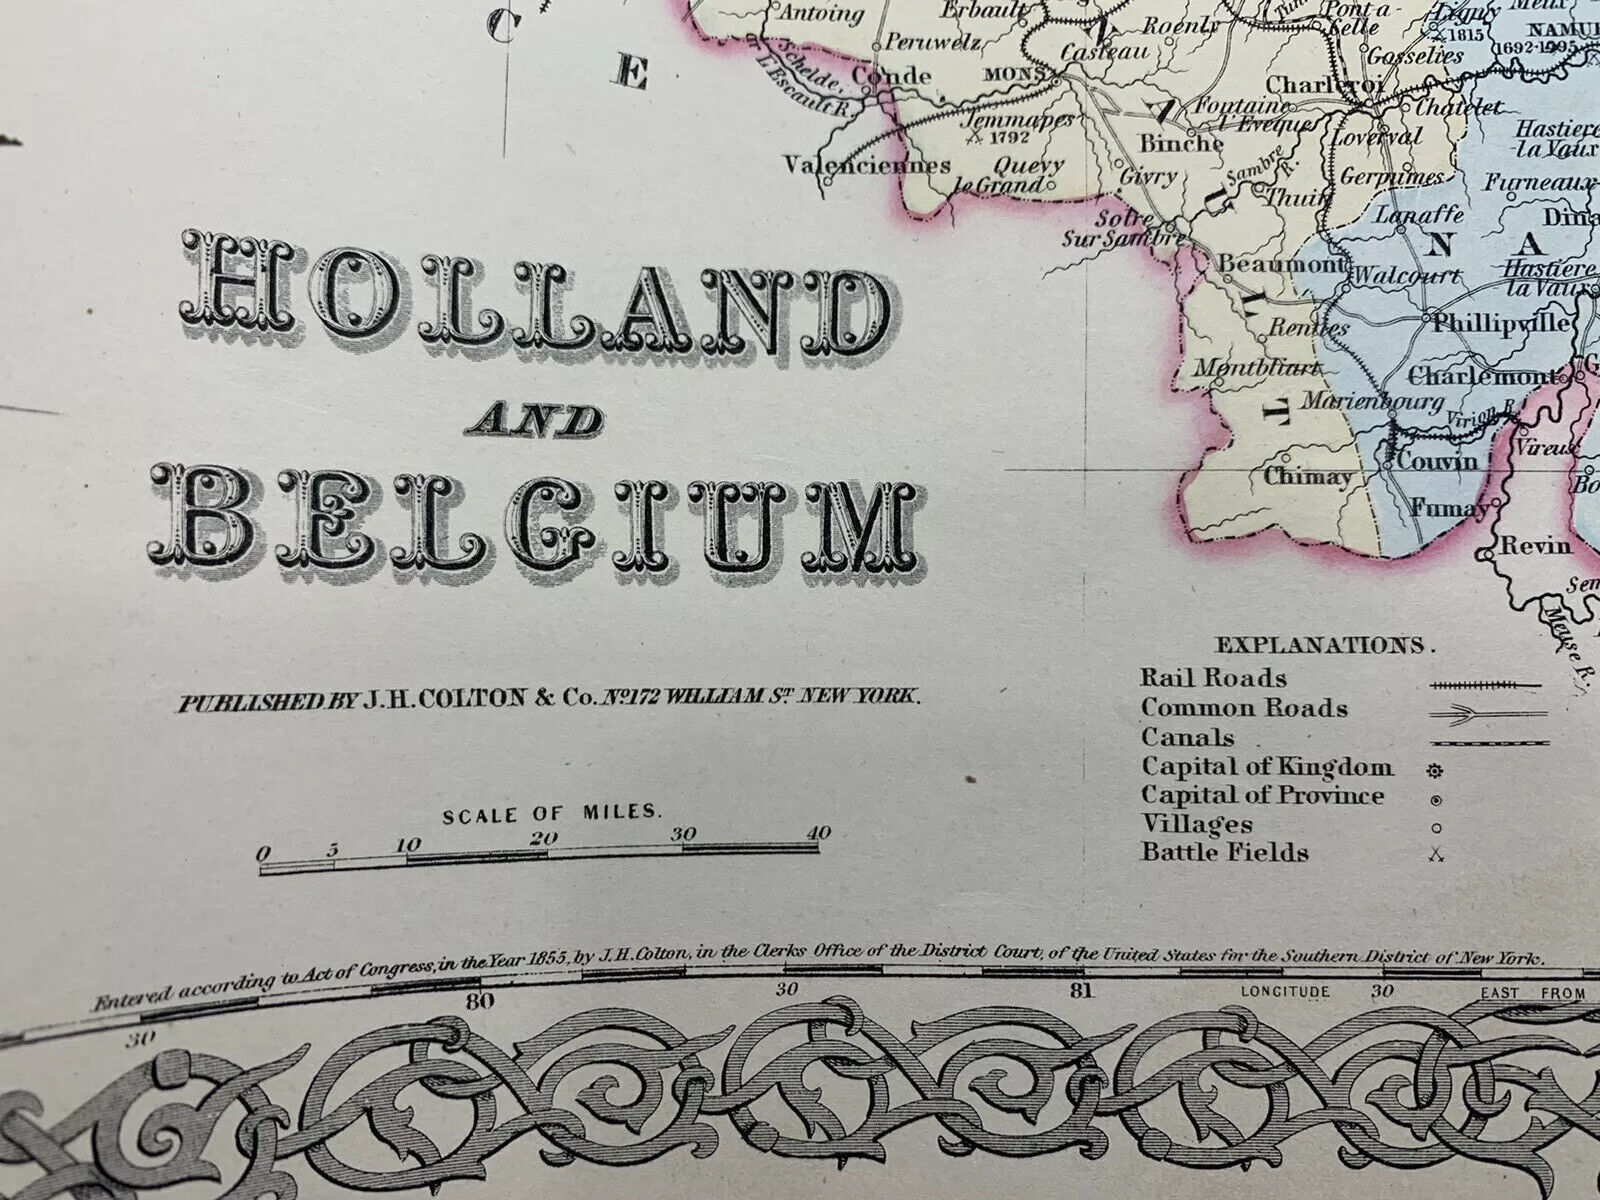 C
E
Antoing
Erbault
Roenly
Pont-a-
Celle
Ligny
1815
NAMUR
Peruwelz
Casteau
Gosselies
Schelde,
or L'Escault R.
Conde
MONS
Charleroi
Chatelet
Fontaine
l'Eveque
Jemmapes
1792
Loverval
Hastiere
la Vaux
Binche
Valenciennes
Quevy
le Grand
Givry
Sambre R.
Thuin
Gerpinnes
Furneaux
Lanaffe
Dina
Solre
Sur Sambre
N A
Beaumont
Walcourt
Hastiere
la Vaux
HOLLAND
AND
BELGIUM
Phillipville
Montbliart
Charlemont
Marienbourg
Couvin
Chimay
Fumay
Revin
Meuse R.
PUBLISHED BY J.H. COLTON & Co. No. 172 WILLIAM ST. NEW YORK.
SCALE OF MILES.
0 5 10 20 30 40
EXPLANATIONS.
Rail Roads
Common Roads
Canals
Capital of Kingdom
Capital of Province
Villages
Battle Fields
Entered according to Act of Congress, in the Year 1855, by J.H. Colton, in the Clerks Office of the District Court, of the United States for the Southern District of New York.
30 80 30 81 LONGITUDE 30 EAST FROM